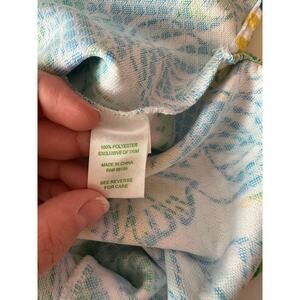 100% POLYESTER
EXCLUSIVE OF TRIM
MADE IN CHINA
SEE REVERSE
FOR CARE